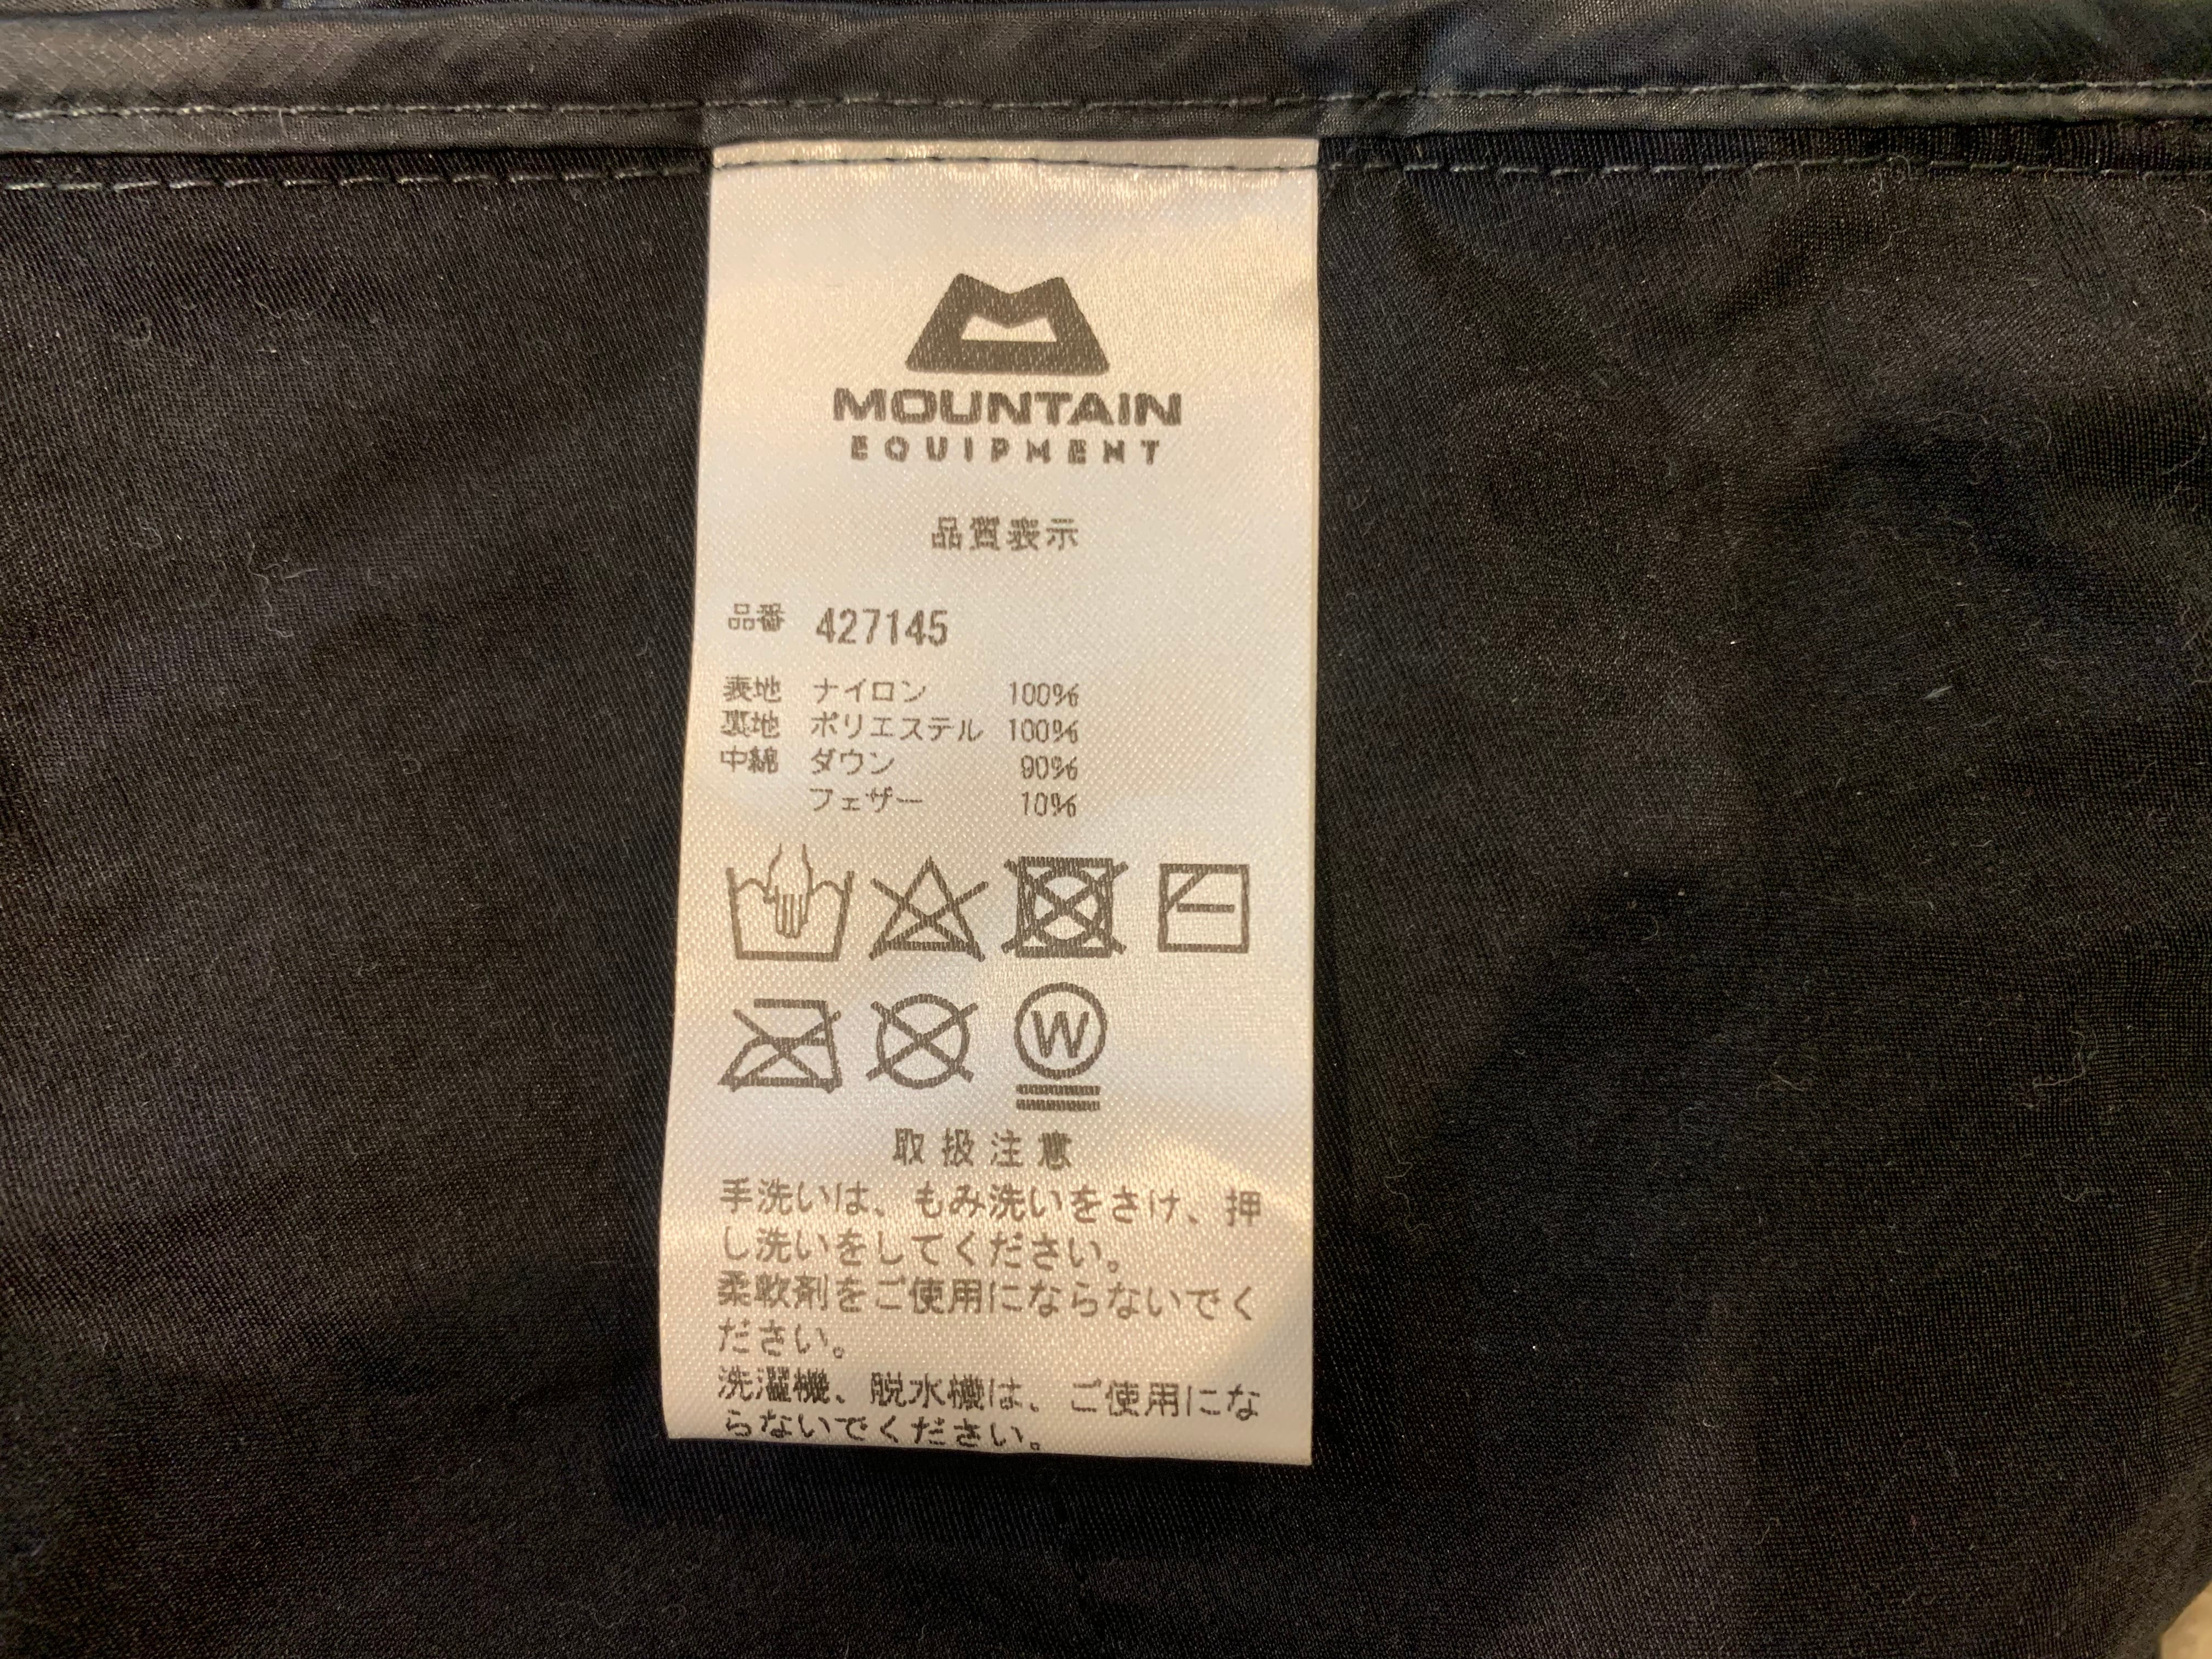 MOUNTAIN
EQUIPMENT
品質表示
品番 427145
表地 ナイロン 100%
裏地 ポリエステル 100%
中綿 ダウン 90%
フェザー 10%
W
取扱注意
手洗いは、もみ洗いをさけ、押
し洗いをしてください。
柔軟剤をご使用にならないでく
ださい。
洗濯機、脱水機は、ご使用にな
らないでください。